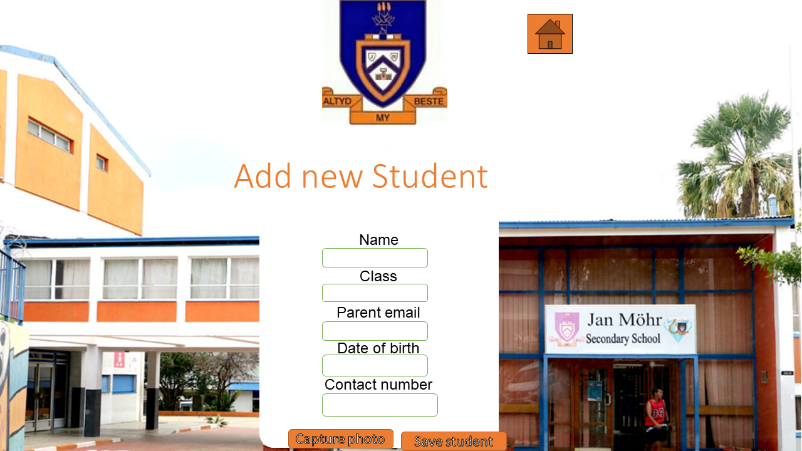 ALTYD
BESTE
MY
Add new Student
Name
Class
Parent email
Date of birth
Contact number
Capture photo
Save student
Jan Möhr
Secondary School